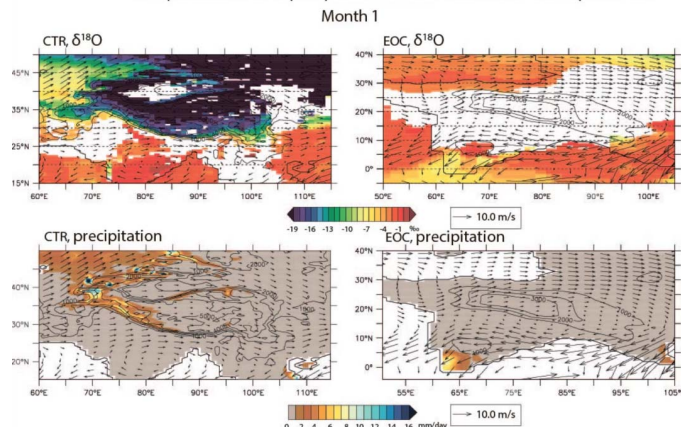 Month 1
CTR, δ¹⁸O
EOC, δ¹⁸O
45°N
35°N
25°N
15°N
60°E 70°E 80°E 90°E 100°E 110°E
40°N
30°N
20°N
10°N
0°
50°E 60°E 70°E 80°E 90°E 100°E
-19 -16 -13 -10 -7 -4 -1 ‰
10.0 m/s
CTR, precipitation
EOC, precipitation
40°N
30°N
20°N
60°E 70°E 80°E 90°E 100°E 110°E
40°N
30°N
20°N
10°N
0°
55°E 65°E 75°E 85°E 95°E 105°E
0 2 4 6 8 10 12 14 16 mm/day
10.0 m/s